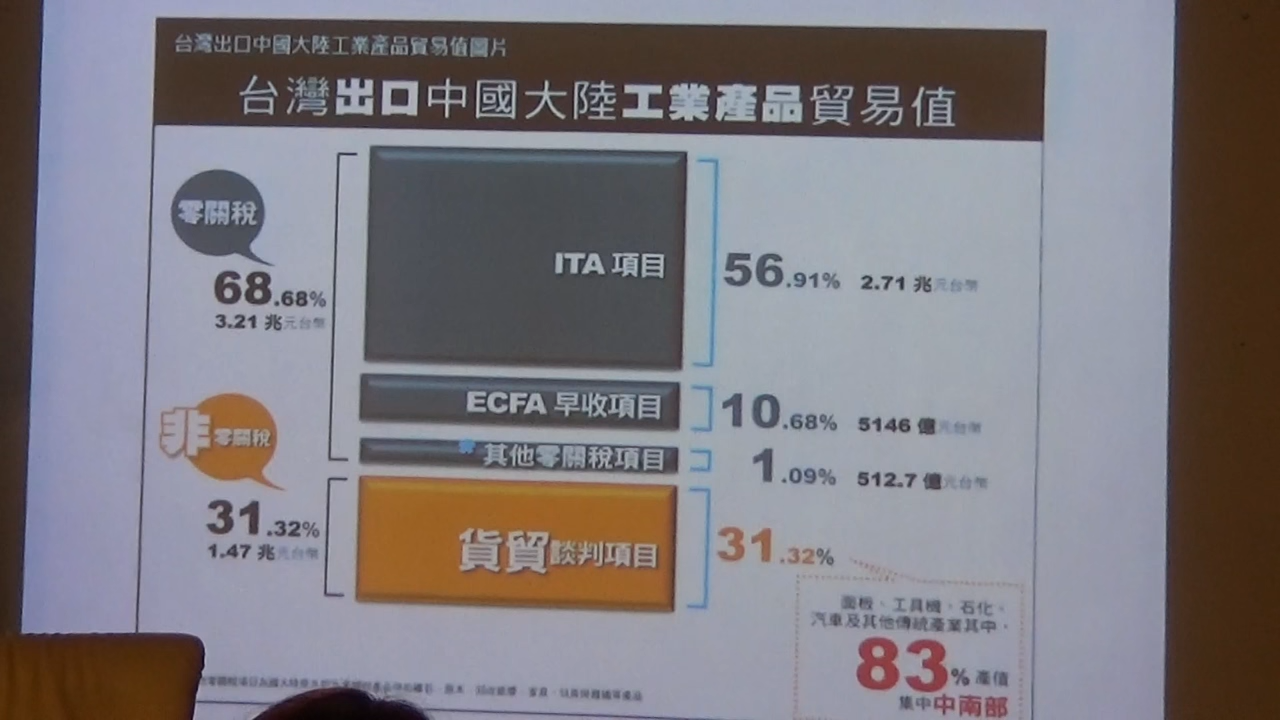 台灣出口中國大陸工業產品貿易值圖片
台灣出口中國大陸工業產品貿易值
零關稅
68.68%
3.21 兆元台幣
非零關稅
31.32%
1.47 兆元台幣
ITA 項目
56.91% 2.71 兆元台幣
ECFA 早收項目
10.68% 5146 億元台幣
其他零關稅項目
1.09% 512.7 億元台幣
貨貿談判項目
31.32%
面板、工具機、石化、
汽車及其他傳統產業其中,
83% 產值
集中中南部